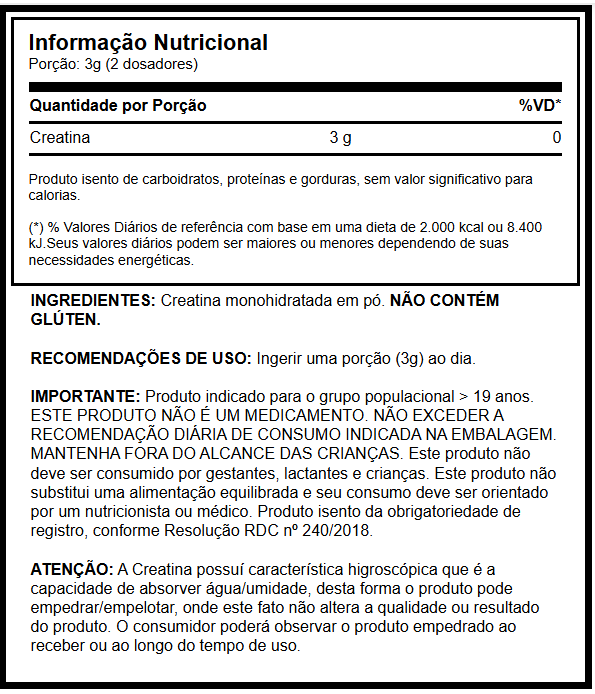 Informação Nutricional
Porção: 3g (2 dosadores)
Quantidade por Porção %VD*
Creatina 3 g 0
Produto isento de carboidratos, proteínas e gorduras, sem valor significativo para
calorias.
(*) % Valores Diários de referência com base em uma dieta de 2.000 kcal ou 8.400
kJ.Seus valores diários podem ser maiores ou menores dependendo de suas
necessidades energéticas.
INGREDIENTES: Creatina monohidratada em pó. NÃO CONTÉM
GLÚTEN.
RECOMENDAÇÕES DE USO: Ingerir uma porção (3g) ao dia.
IMPORTANTE: Produto indicado para o grupo populacional > 19 anos.
ESTE PRODUTO NÃO É UM MEDICAMENTO. NÃO EXCEDER A
RECOMENDAÇÃO DIÁRIA DE CONSUMO INDICADA NA EMBALAGEM.
MANTENHA FORA DO ALCANCE DAS CRIANÇAS. Este produto não
deve ser consumido por gestantes, lactantes e crianças. Este produto não
substitui uma alimentação equilibrada e seu consumo deve ser orientado
por um nutricionista ou médico. Produto isento da obrigatoriedade de
registro, conforme Resolução RDC nº 240/2018.
ATENÇÃO: A Creatina possuí característica higroscópica que é a
capacidade de absorver água/umidade, desta forma o produto pode
empedrar/empelotar, onde este fato não altera a qualidade ou resultado
do produto. O consumidor poderá observar o produto empedrado ao
receber ou ao longo do tempo de uso.